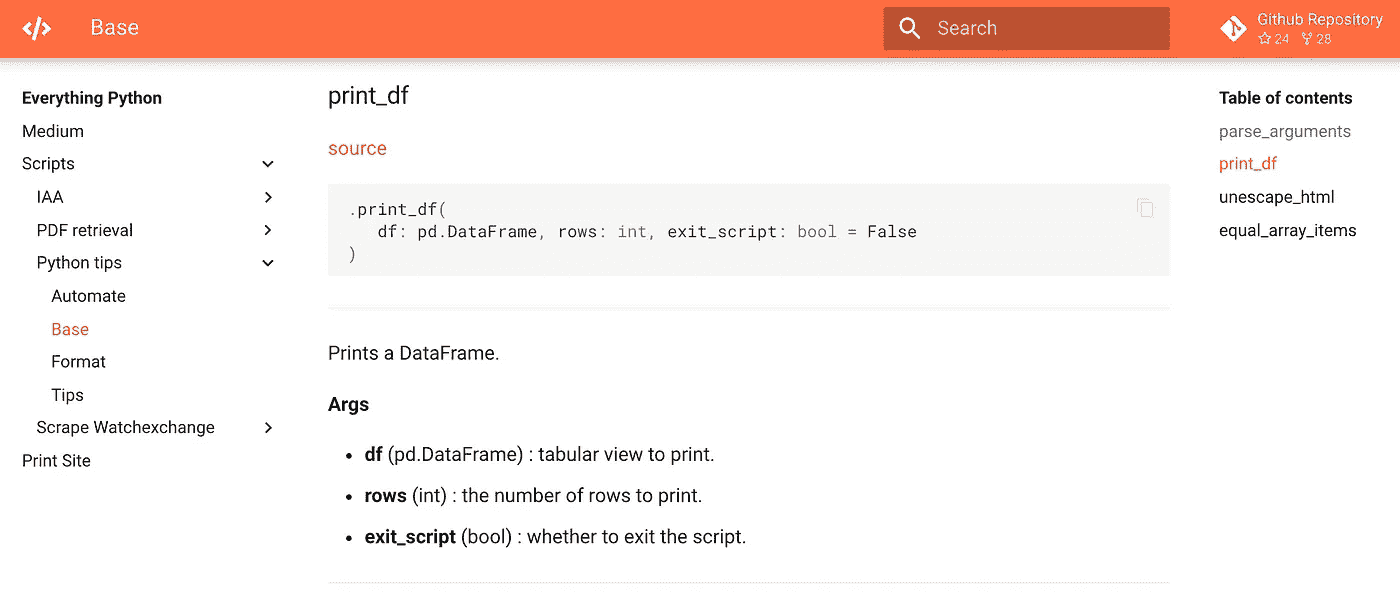 Base
Search
Github Repository
24 28
Everything Python
Medium
Scripts
IAA
PDF retrieval
Python tips
Automate
Base
Format
Tips
Scrape Watchexchange
Print Site
print_df
source
.print_df(
df: pd.DataFrame, rows: int, exit_script: bool = False
)
Prints a DataFrame.
Args
• df (pd.DataFrame) : tabular view to print.
• rows (int) : the number of rows to print.
• exit_script (bool) : whether to exit the script.
Table of contents
parse_arguments
print_df
unescape_html
equal_array_items